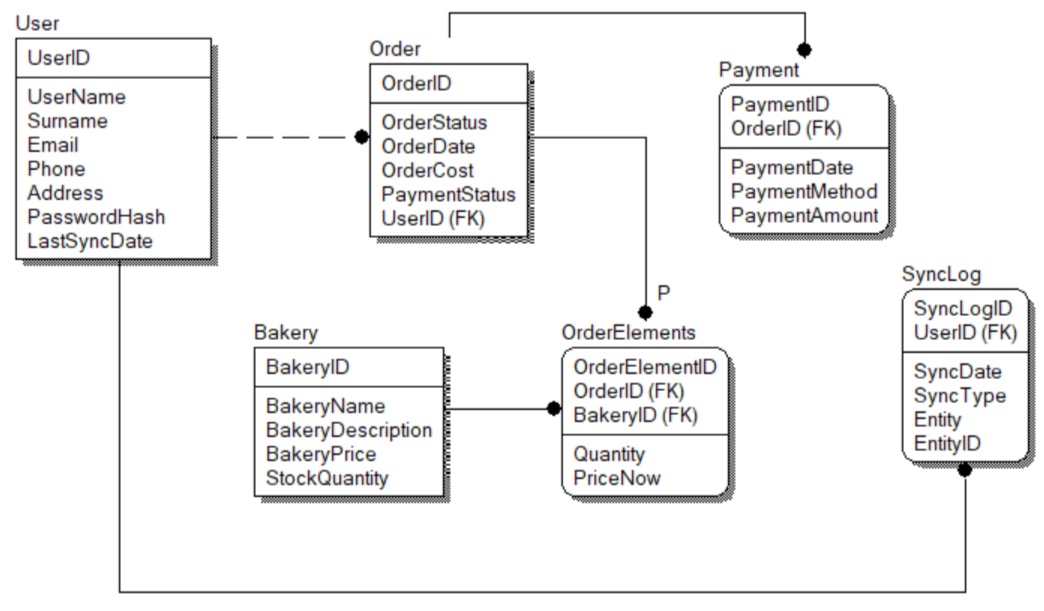 User
UserID
UserName
Surname
Email
Phone
Address
PasswordHash
LastSyncDate
Order
OrderID
OrderStatus
OrderDate
OrderCost
PaymentStatus
UserID (FK)
Payment
PaymentID
OrderID (FK)
PaymentDate
PaymentMethod
PaymentAmount
Bakery
BakeryID
BakeryName
BakeryDescription
BakeryPrice
StockQuantity
P
OrderElements
OrderElementID
OrderID (FK)
BakeryID (FK)
Quantity
PriceNow
SyncLog
SyncLogID
UserID (FK)
SyncDate
SyncType
Entity
EntityID